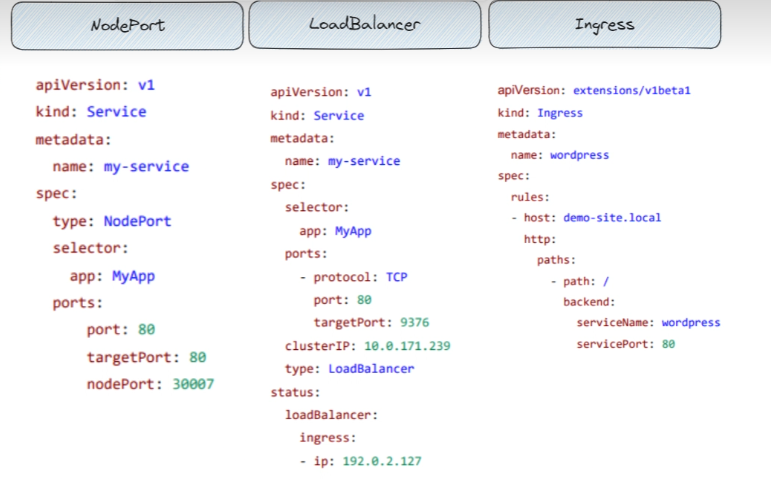 NodePort
apiVersion: v1
kind: Service
metadata:
name: my-service
spec:
type: NodePort
selector:
app: MyApp
ports:
port: 80
targetPort: 80
nodePort: 30007
LoadBalancer
apiVersion: v1
kind: Service
metadata:
name: my-service
spec:
selector:
app: MyApp
ports:
- protocol: TCP
port: 80
targetPort: 9376
clusterIP: 10.0.171.239
type: LoadBalancer
status:
loadBalancer:
ingress:
- ip: 192.0.2.127
Ingress
apiVersion: extensions/v1beta1
kind: Ingress
metadata:
name: wordpress
spec:
rules:
- host: demo-site.local
http:
paths:
- path: /
backend:
serviceName: wordpress
servicePort: 80